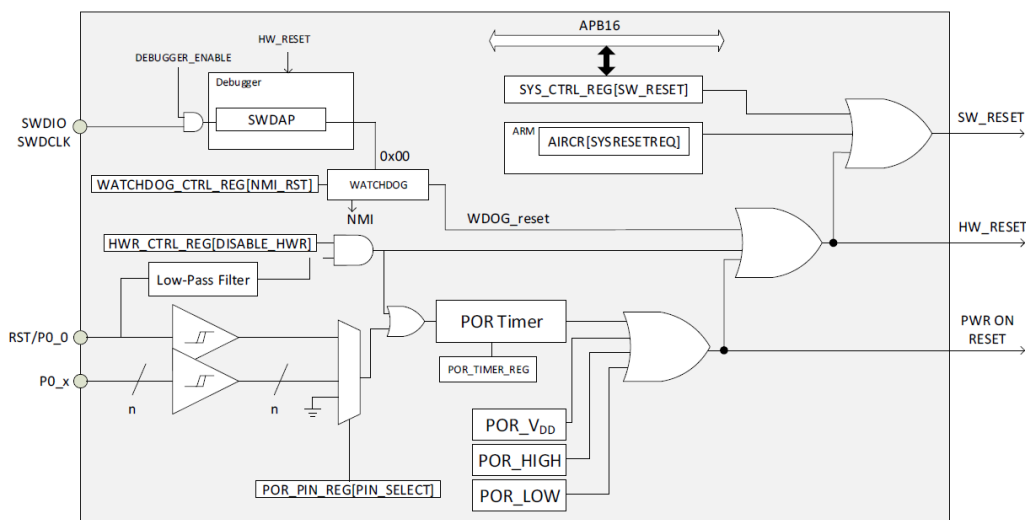 APB16
HW_RESET
DEBUGGER_ENABLE
Debugger
SWDAP
SYS_CTRL_REG[SW_RESET]
SWDIO
SWDCLK
ARM
AIRCR[SYSRESETREQ]
SW_RESET
0x00
WATCHDOG_CTRL_REG[NMI_RST]
WATCHDOG
NMI
WDOG_reset
HWR_CTRL_REG[DISABLE_HWR]
HW_RESET
Low-Pass Filter
RST/P0_0
POR Timer
PWR ON
RESET
POR_TIMER_REG
P0_x
n
n
POR_VDD
POR_HIGH
POR_PIN_REG[PIN_SELECT]
POR_LOW